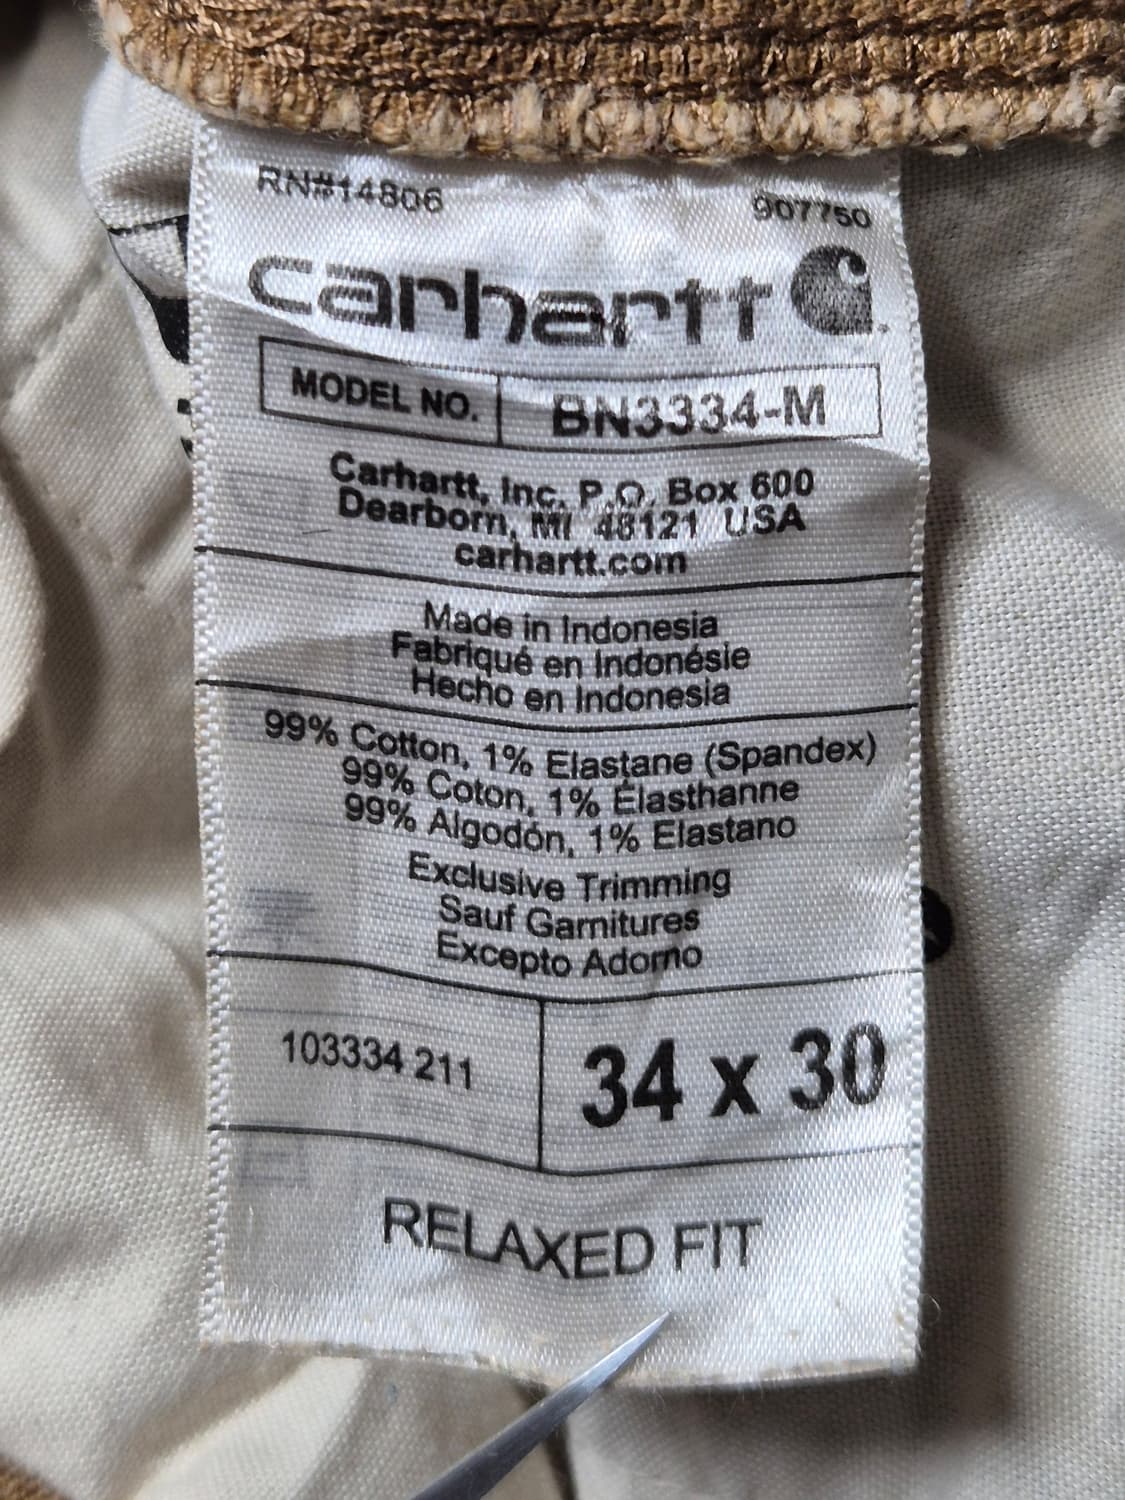 RN#14806
907750
carhartt
MODEL NO. BN3334-M
Carhartt, Inc. P.O. Box 600
Dearborn, MI 48121 USA
carhartt.com
Made in Indonesia
Fabriqué en Indonésie
Hecho en Indonesia
99% Cotton, 1% Elastane (Spandex)
99% Coton, 1% Élasthanne
99% Algodón, 1% Elastano
Exclusive Trimming
Sauf Garnitures
Excepto Adorno
103334 211
34 x 30
RELAXED FIT